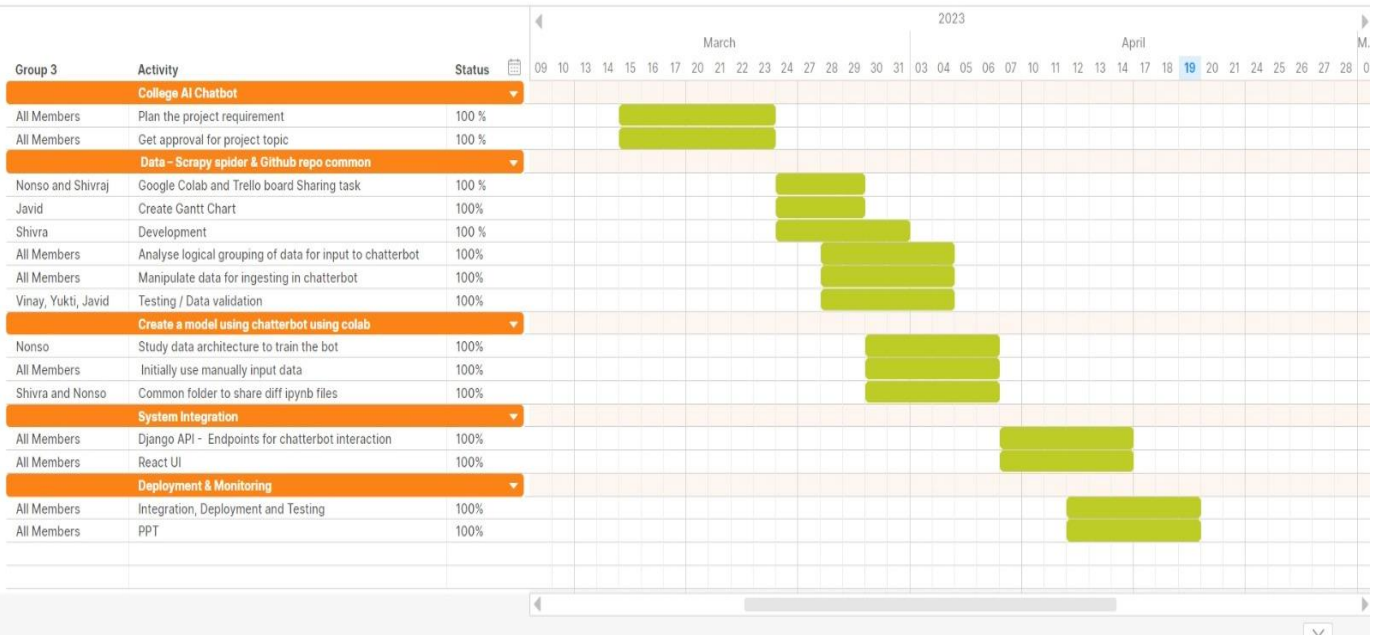 2023
March April M.
Group 3 Activity Status 09 10 13 14 15 16 17 20 21 22 23 24 27 28 29 30 31 03 04 05 06 07 10 11 12 13 14 17 18 19 20 21 24 25 26 27 28 0
College AI Chatbot
All Members Plan the project requirement 100 %
All Members Get approval for project topic 100 %
Data – Scrapy spider & Github repo common
Nonso and Shivraj Google Colab and Trello board Sharing task 100 %
Javid Create Gantt Chart 100%
Shivra Development 100 %
All Members Analyse logical grouping of data for input to chatterbot 100%
All Members Manipulate data for ingesting in chatterbot 100%
Vinay, Yukti, Javid Testing / Data validation 100%
Create a model using chatterbot using colab
Nonso Study data architecture to train the bot 100%
All Members Initially use manually input data 100%
Shivra and Nonso Common folder to share diff ipynb files 100%
System Integration
All Members Django API - Endpoints for chatterbot interaction 100%
All Members React UI 100%
Deployment & Monitoring
All Members Integration, Deployment and Testing 100%
All Members PPT 100%